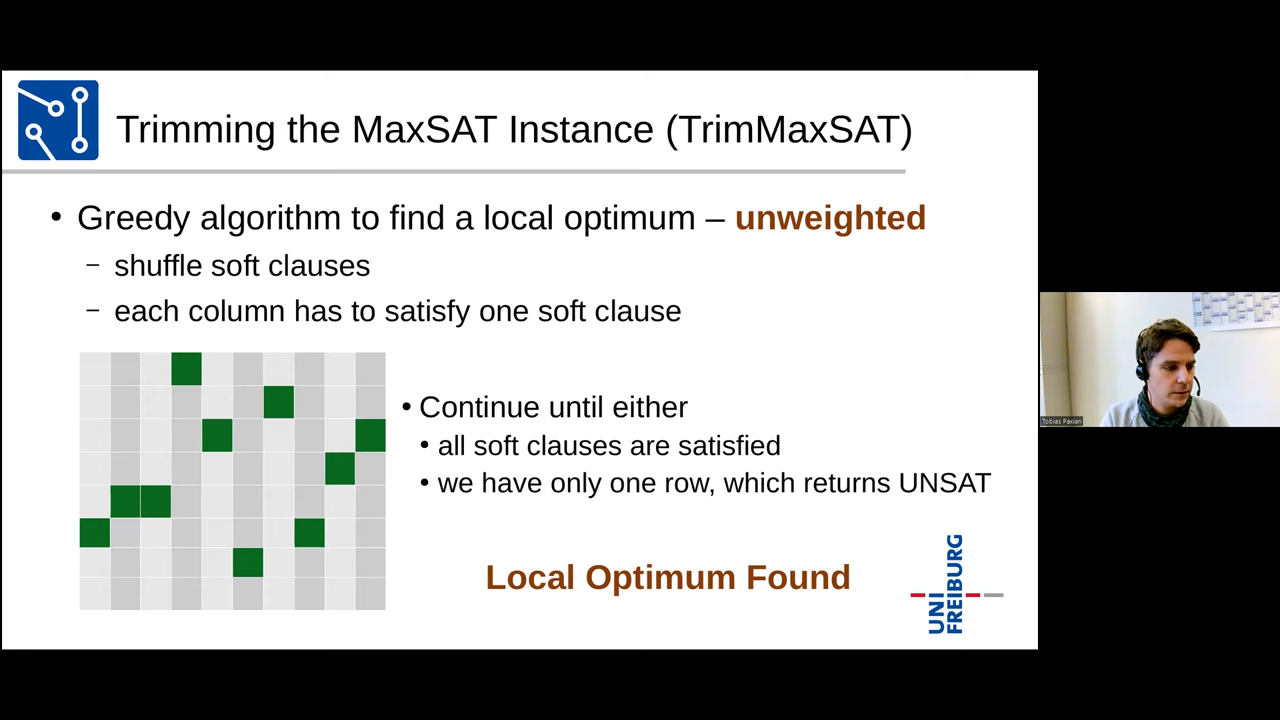 Trimming the MaxSAT Instance (TrimMaxSAT)
• Greedy algorithm to find a local optimum – unweighted
– shuffle soft clauses
– each column has to satisfy one soft clause
• Continue until either
• all soft clauses are satisfied
• we have only one row, which returns UNSAT
Local Optimum Found
UNI
FREIBURG
Tobias Paxian